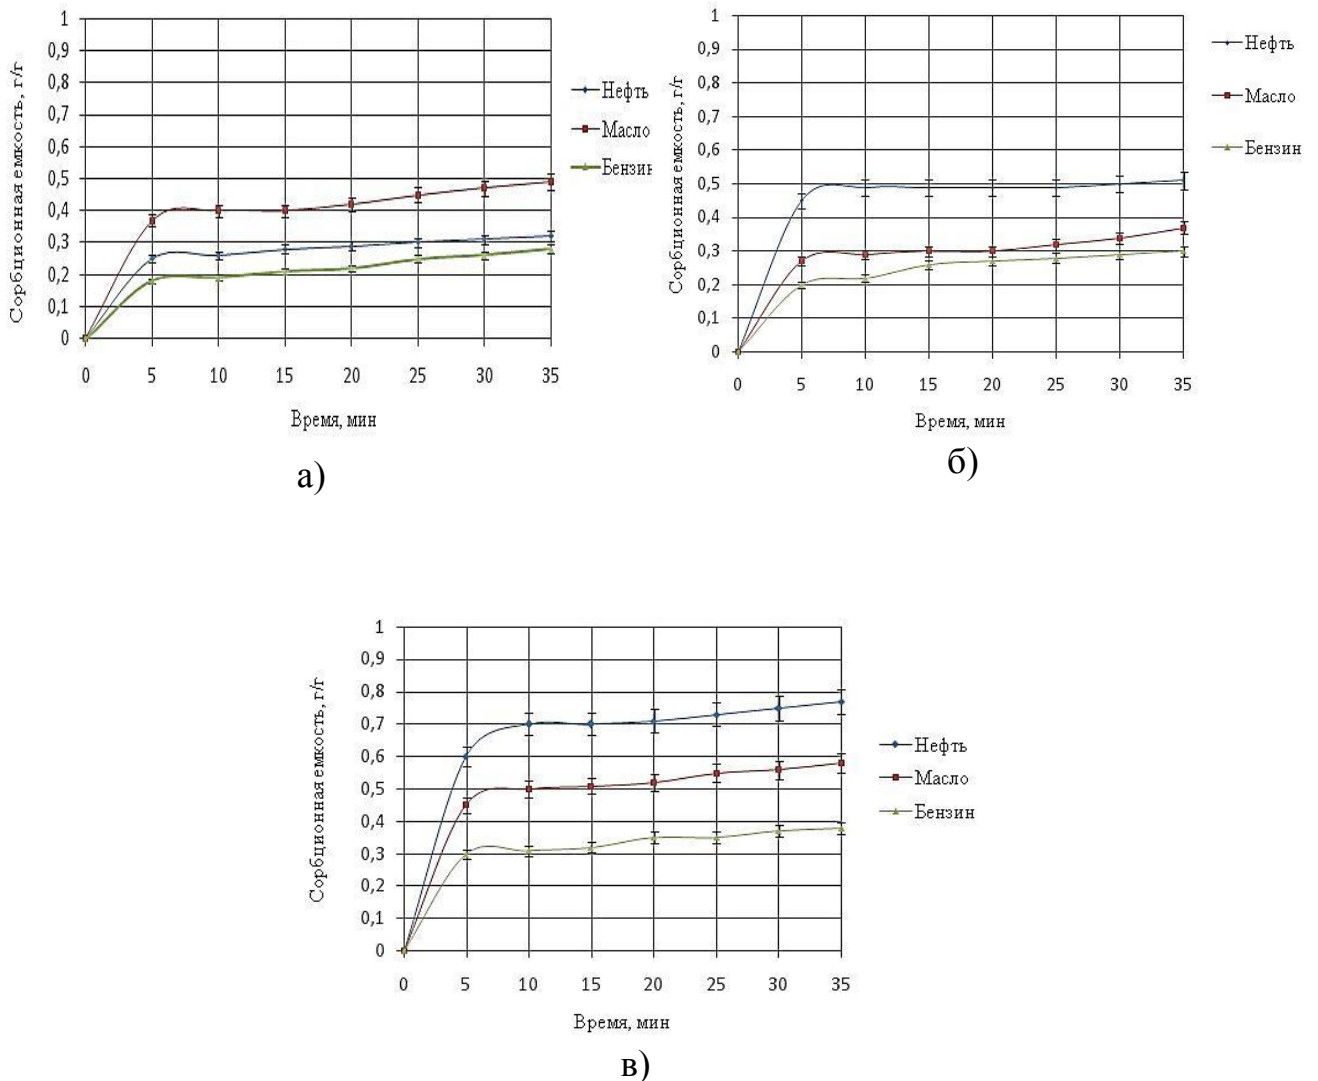 Сорбционная емкость, г/г
1
0,9
0,8
0,7
0,6
0,5
0,4
0,3
0,2
0,1
0
0 5 10 15 20 25 30 35
Время, мин
Нефть
Масло
Бензин
а)
Сорбционная емкость, г/г
1
0,9
0,8
0,7
0,6
0,5
0,4
0,3
0,2
0,1
0
0 5 10 15 20 25 30 35
Время, мин
Нефть
Масло
Бензин
б)
Сорбционная емкость, г/г
1
0,9
0,8
0,7
0,6
0,5
0,4
0,3
0,2
0,1
0
0 5 10 15 20 25 30 35
Время, мин
Нефть
Масло
Бензин
в)